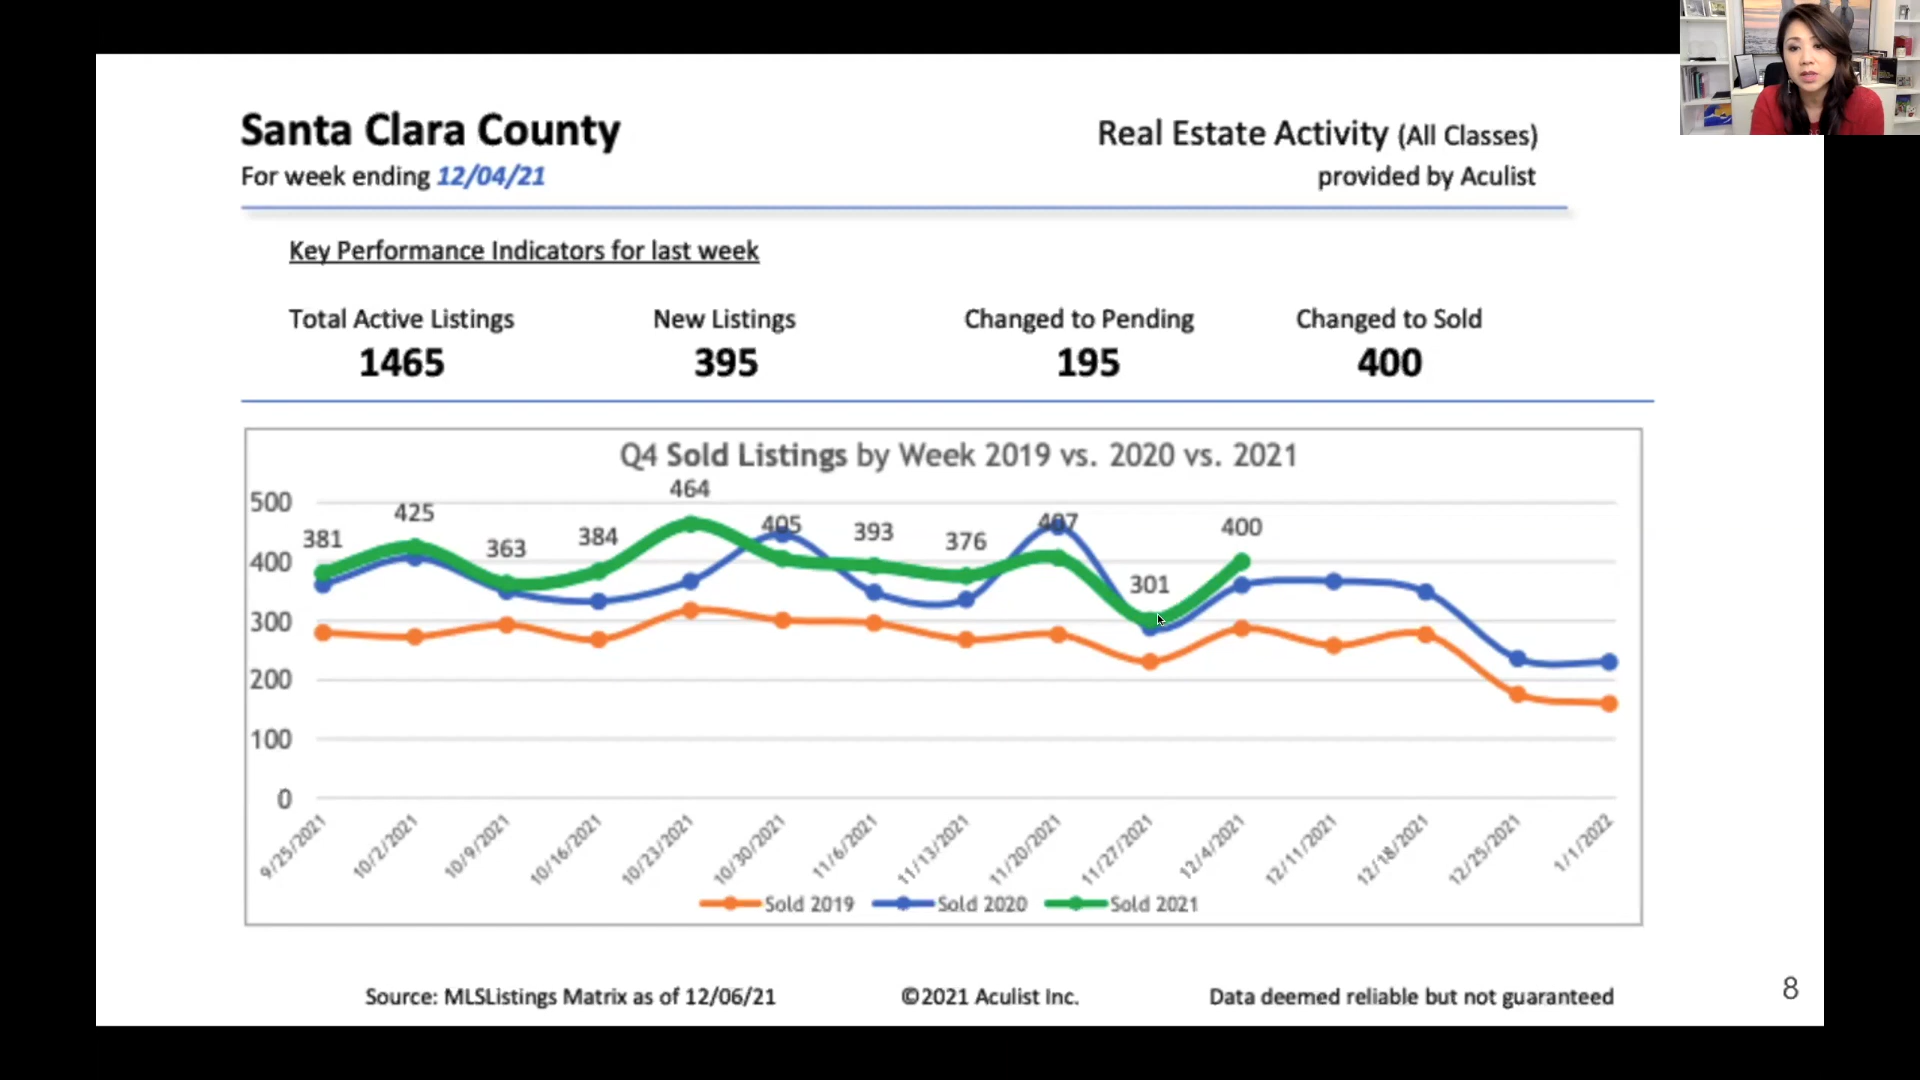 Santa Clara County
Real Estate Activity (All Classes)
For week ending 12/04/21
provided by Aculist
Key Performance Indicators for last week
Total Active Listings
New Listings
Changed to Pending
Changed to Sold
1465
395
195
400
Q4 Sold Listings by Week 2019 vs. 2020 vs. 2021
500
400
300
200
100
0
381
425
363
384
464
405
393
376
407
301
400
9/25/2021
10/2/2021
10/9/2021
10/16/2021
10/23/2021
10/30/2021
11/6/2021
11/13/2021
11/20/2021
11/27/2021
12/4/2021
12/11/2021
12/18/2021
12/25/2021
1/1/2022
Sold 2019
Sold 2020
Sold 2021
Source: MLSListings Matrix as of 12/06/21
©2021 Aculist Inc.
Data deemed reliable but not guaranteed
8